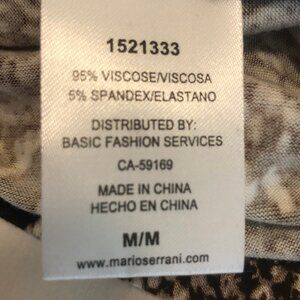 1521333
95% VISCOSE/VISCOSA
5% SPANDEX/ELASTANO
DISTRIBUTED BY:
BASIC FASHION SERVICES
CA-59169
MADE IN CHINA
HECHO EN CHINA
M/M
www.marioserrani.com